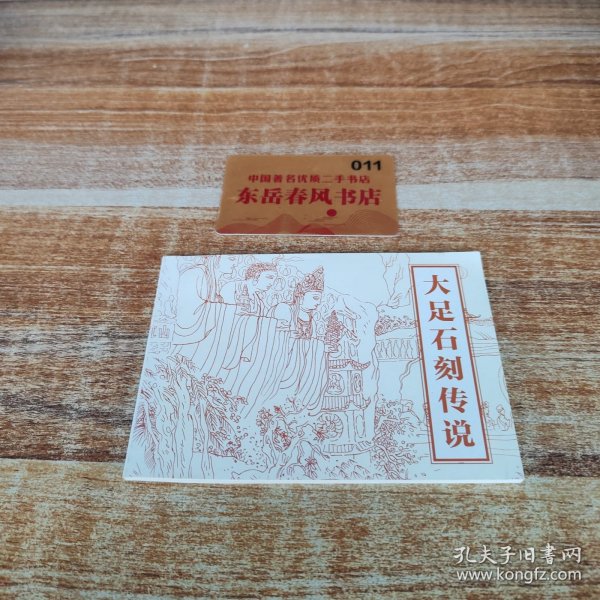 011
中国著名优质二手书店
东岳春风书店
大足石刻传说
孔夫子旧書网
www.kongfz.com